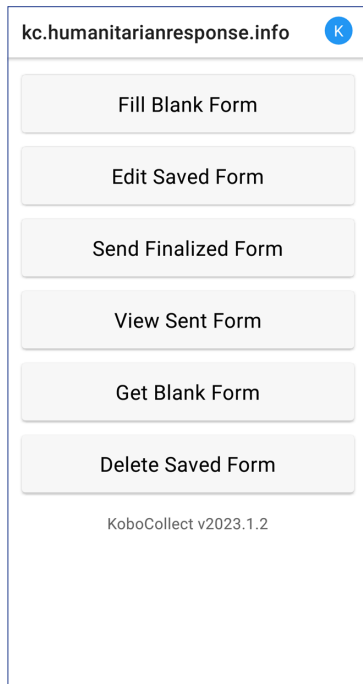 kc.humanitarianresponse.info K
Fill Blank Form
Edit Saved Form
Send Finalized Form
View Sent Form
Get Blank Form
Delete Saved Form
KoboCollect v2023.1.2